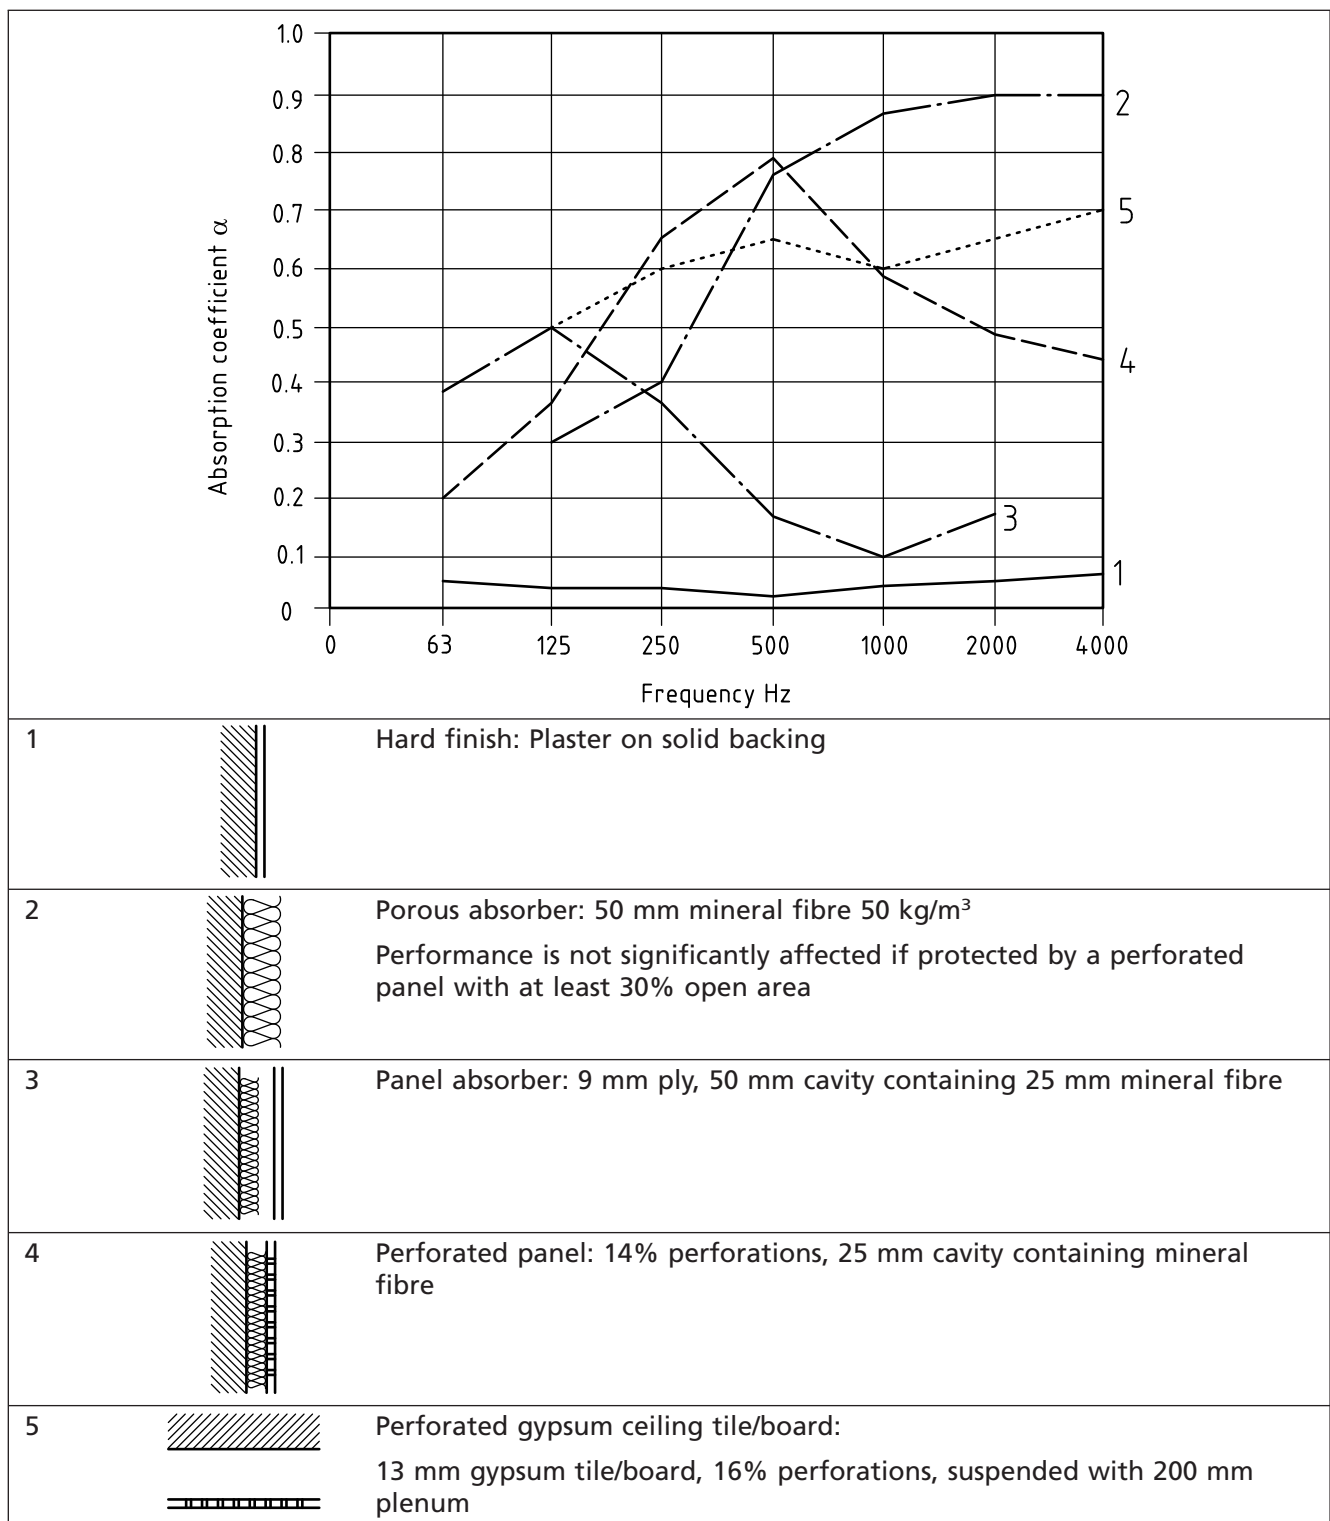 1.0
0.9
0.8
0.7
0.6
0.5
0.4
0.3
0.2
0.1
0
Absorption coefficient α
2
5
4
3
1
0 63 125 250 500 1000 2000 4000
Frequency Hz
1 Hard finish: Plaster on solid backing
2 Porous absorber: 50 mm mineral fibre 50 kg/m³
Performance is not significantly affected if protected by a perforated
panel with at least 30% open area
3 Panel absorber: 9 mm ply, 50 mm cavity containing 25 mm mineral fibre
4 Perforated panel: 14% perforations, 25 mm cavity containing mineral
fibre
5 Perforated gypsum ceiling tile/board:
13 mm gypsum tile/board, 16% perforations, suspended with 200 mm
plenum